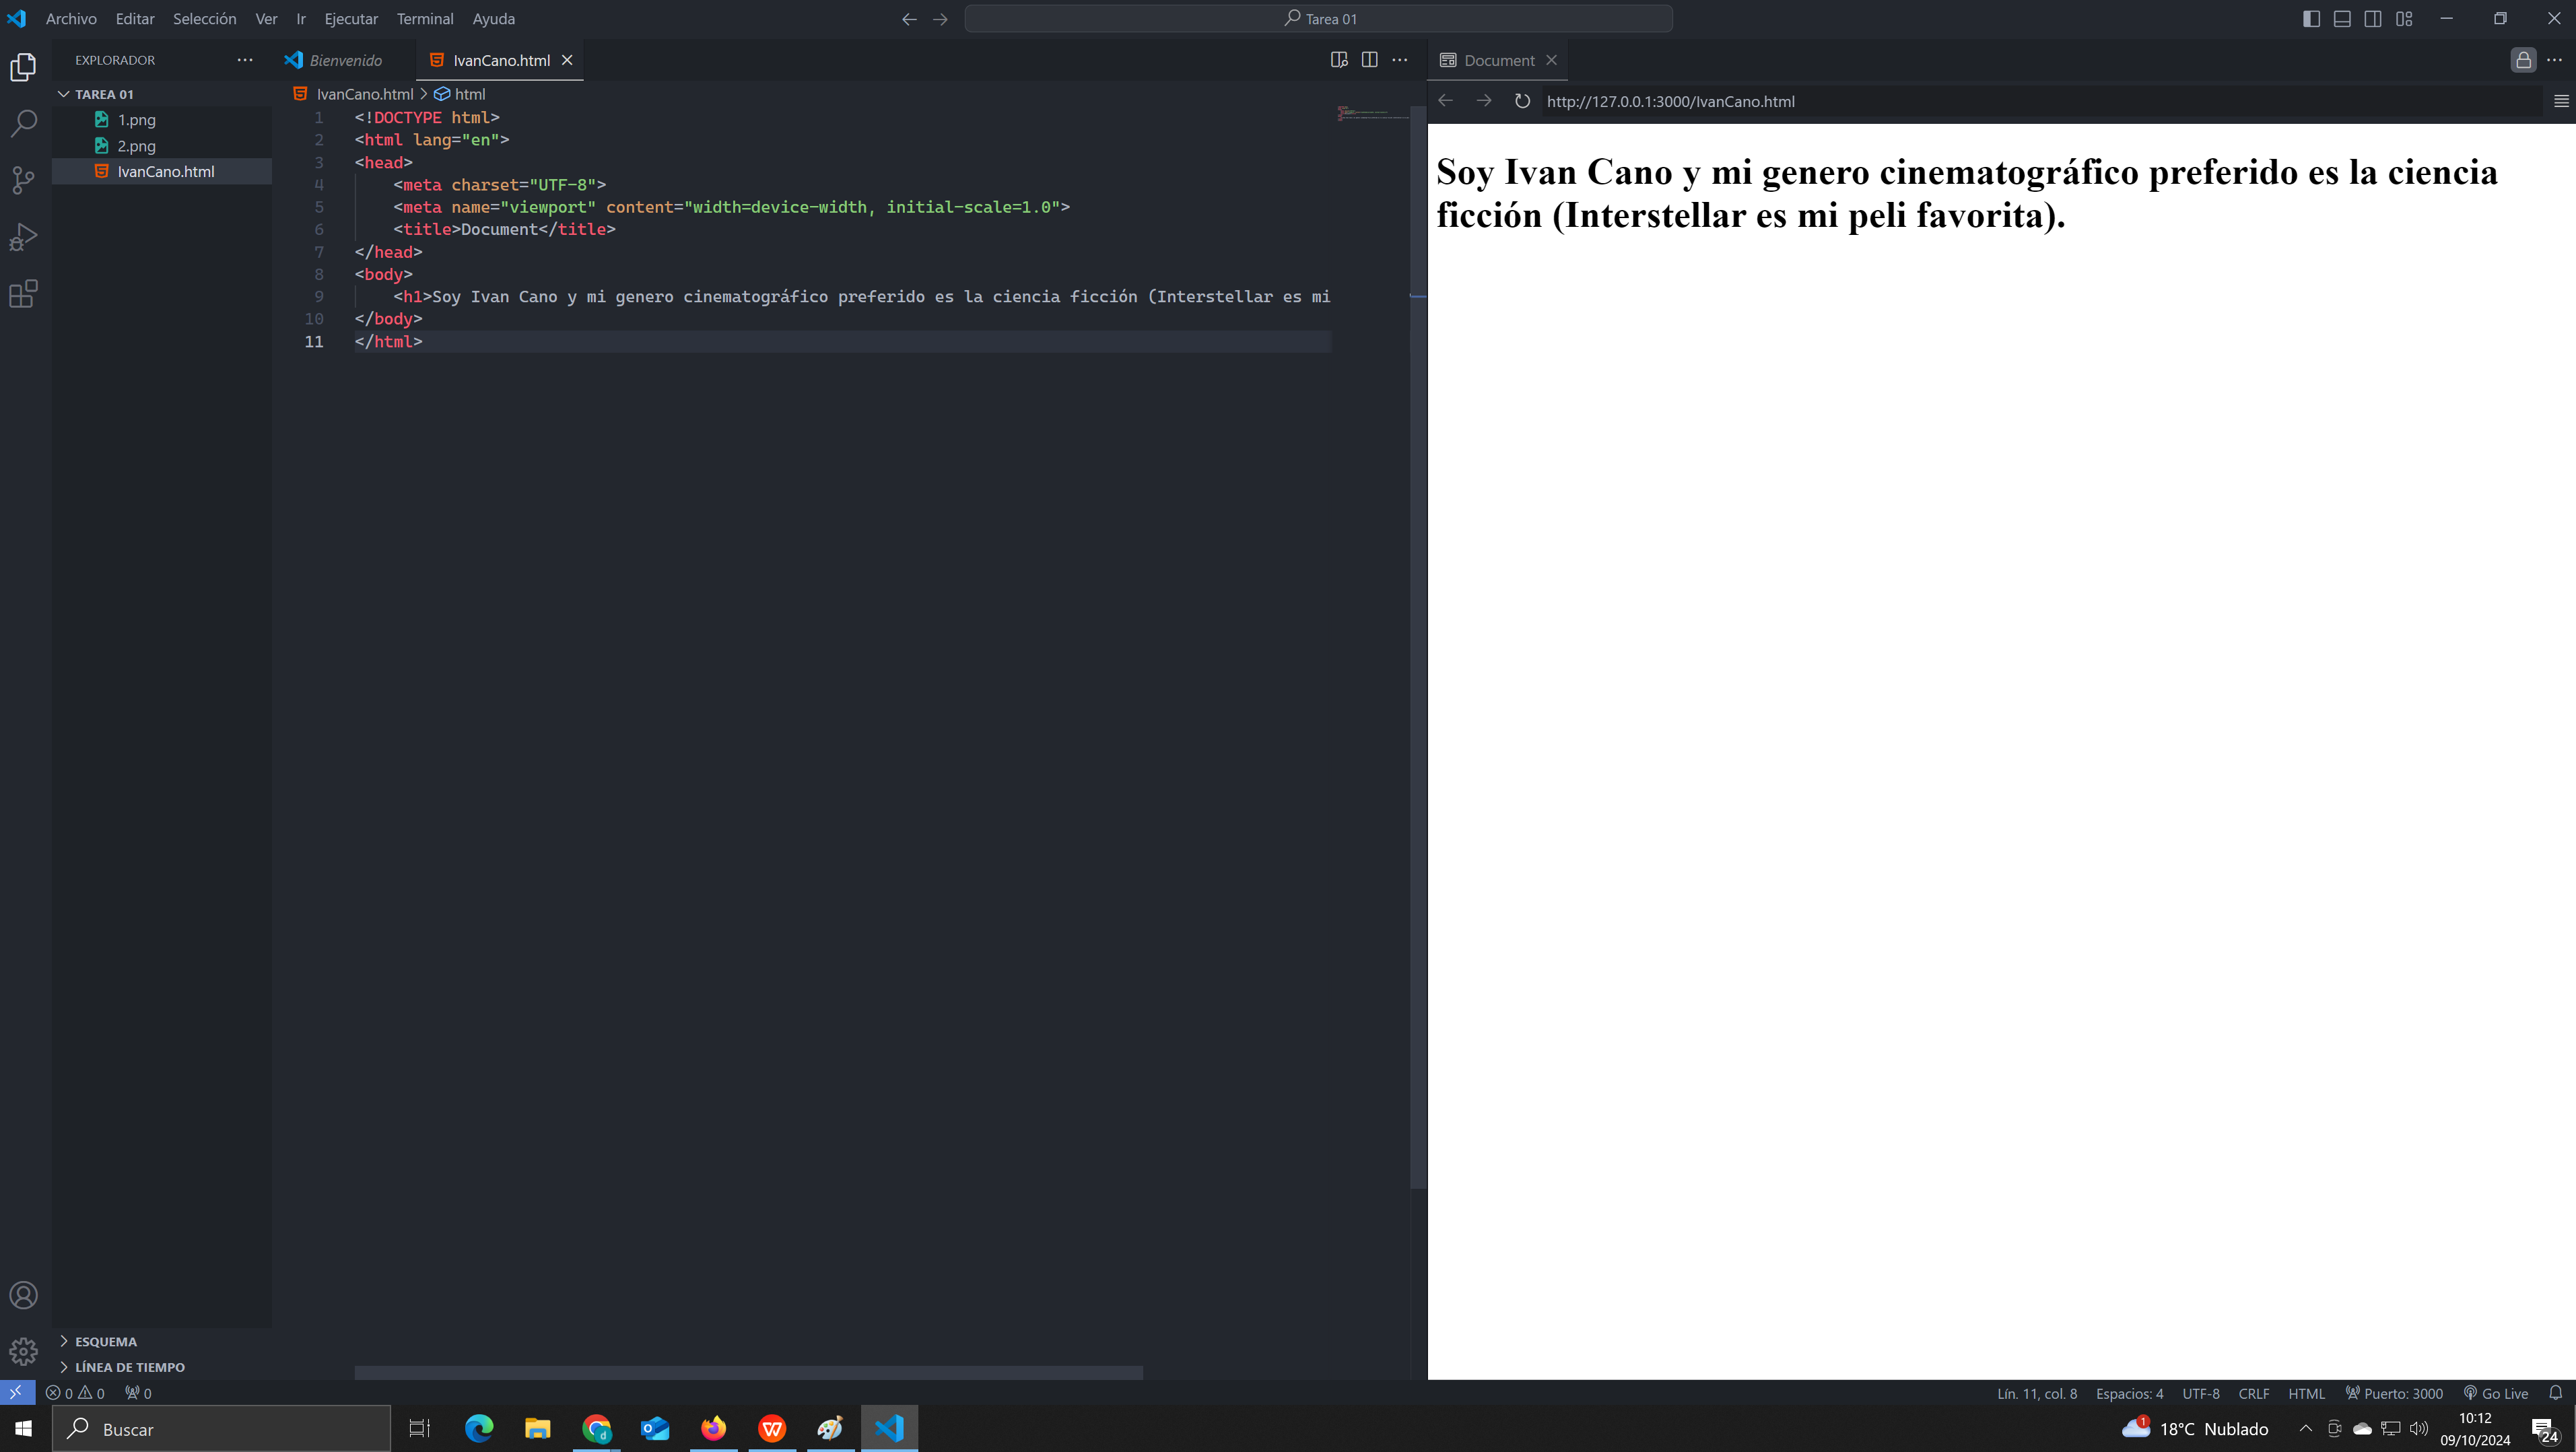 Archivo Editar Selección Ver Ir Ejecutar Terminal Ayuda
Tarea 01
EXPLORADOR
Bienvenido
IvanCano.html
Document
TAREA 01
1.png
2.png
IvanCano.html
IvanCano.html > html
http://127.0.0.1:3000/IvanCano.html
1 <!DOCTYPE html>
2 <html lang="en">
3 <head>
4 <meta charset="UTF-8">
5 <meta name="viewport" content="width=device-width, initial-scale=1.0">
6 <title>Document</title>
7 </head>
8 <body>
9 <h1>Soy Ivan Cano y mi genero cinematográfico preferido es la ciencia ficción (Interstellar es mi
10 </body>
11 </html>
Soy Ivan Cano y mi genero cinematográfico preferido es la ciencia
ficción (Interstellar es mi peli favorita).
ESQUEMA
LÍNEA DE TIEMPO
0 0 0
Lín. 11, col. 8 Espacios: 4 UTF-8 CRLF HTML Puerto: 3000 Go Live
Buscar
1
18°C Nublado
10:12
09/10/2024
24